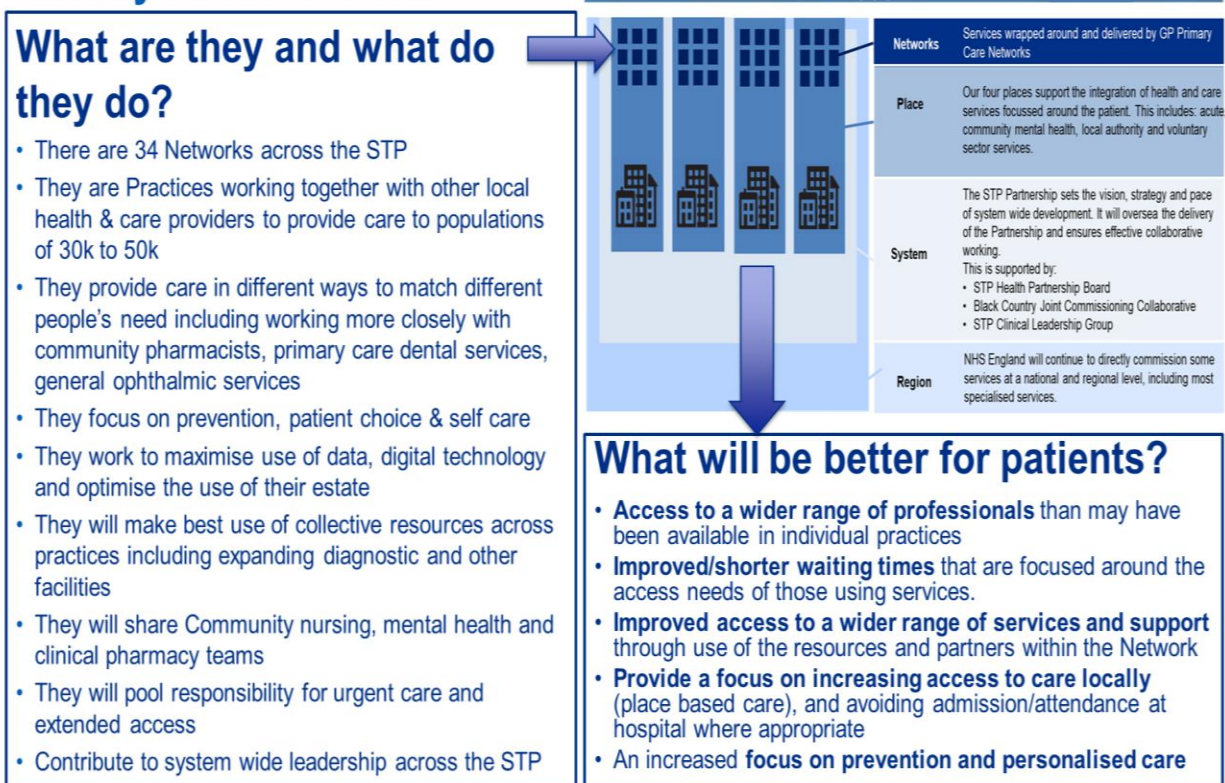 What are they and what do
they do?
• There are 34 Networks across the STP
• They are Practices working together with other local
health & care providers to provide care to populations
of 30k to 50k
• They provide care in different ways to match different
people's need including working more closely with
community pharmacists, primary care dental services,
general ophthalmic services
• They focus on prevention, patient choice & self care
• They work to maximise use of data, digital technology
and optimise the use of their estate
• They will make best use of collective resources across
practices including expanding diagnostic and other
facilities
• They will share Community nursing, mental health and
clinical pharmacy teams
• They will pool responsibility for urgent care and
extended access
• Contribute to system wide leadership across the STP
Networks
Services wrapped around and delivered by GP Primary
Care Networks
Place
Our four places support the integration of health and care
services focussed around the patient. This includes: acute,
community mental health, local authority and voluntary
sector services.
System
The STP Partnership sets the vision, strategy and pace
of system wide development. It will oversea the delivery
of the Partnership and ensures effective collaborative
working.
This is supported by:
• STP Health Partnership Board
• Black Country Joint Commissioning Collaborative
• STP Clinical Leadership Group
Region
NHS England will continue to directly commission some
services at a national and regional level, including most
specialised services.
What will be better for patients?
• Access to a wider range of professionals than may have
been available in individual practices
• Improved/shorter waiting times that are focused around the
access needs of those using services.
• Improved access to a wider range of services and support
through use of the resources and partners within the Network
• Provide a focus on increasing access to care locally
(place based care), and avoiding admission/attendance at
hospital where appropriate
• An increased focus on prevention and personalised care